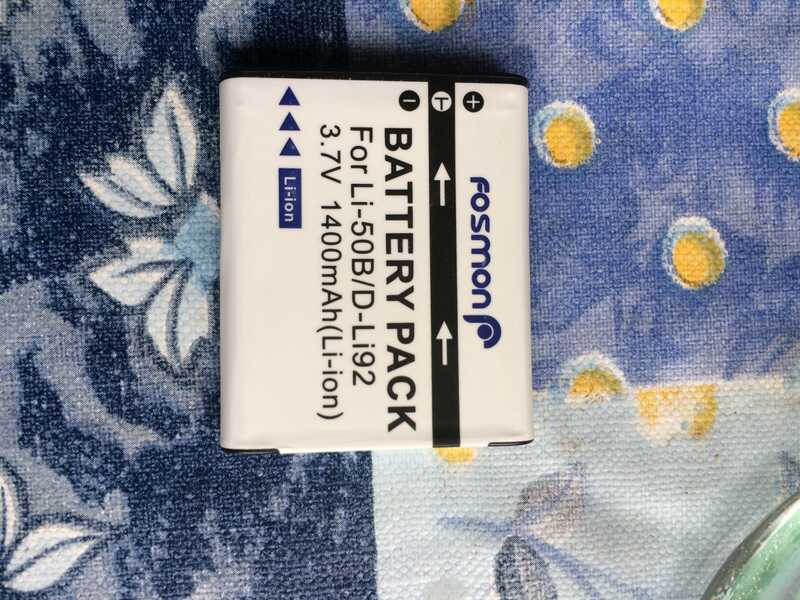 fosmon
+ T −
BATTERY PACK
For Li-50B/D-Li92
3.7V 1400mAh(Li-ion)
Li-ion